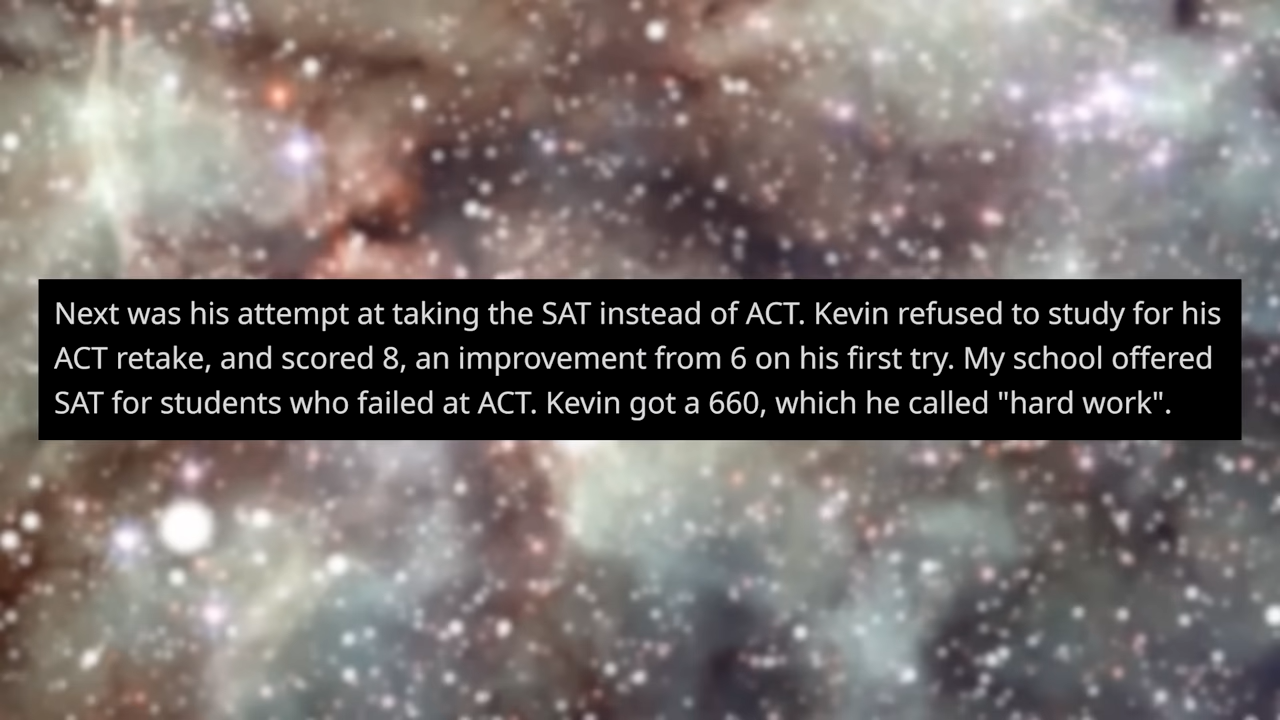 Next was his attempt at taking the SAT instead of ACT. Kevin refused to study for his
ACT retake, and scored 8, an improvement from 6 on his first try. My school offered
SAT for students who failed at ACT. Kevin got a 660, which he called "hard work".